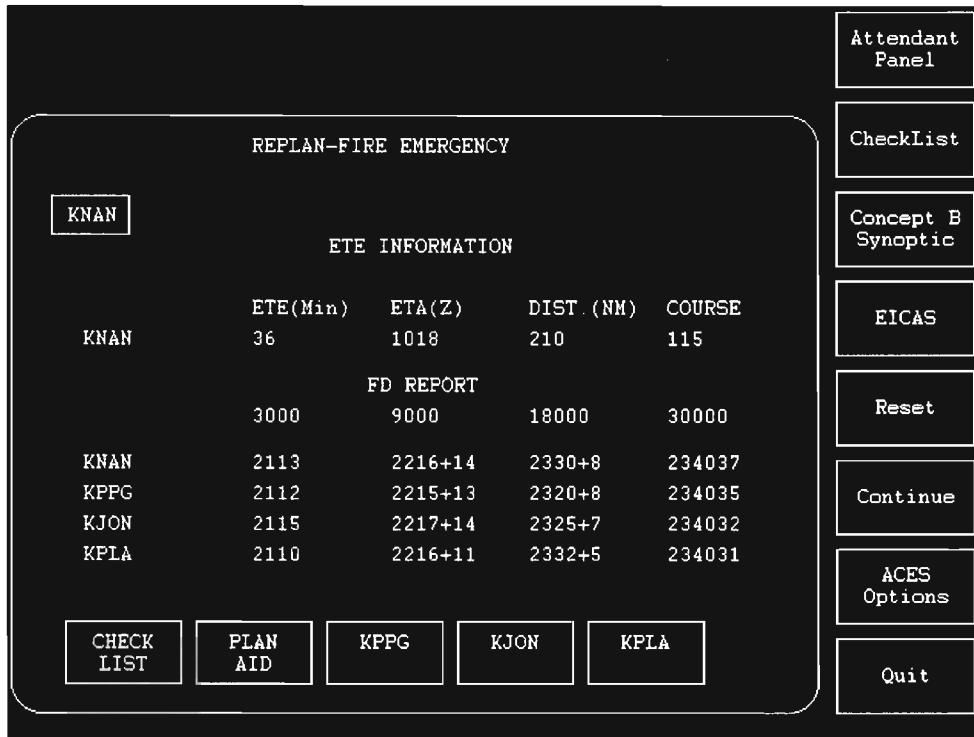 REPLAN-FIRE EMERGENCY
KNAN
ETE INFORMATION
ETE(Min) ETA(Z) DIST.(NM) COURSE
KNAN 36 1018 210 115
FD REPORT
3000 9000 18000 30000
KNAN 2113 2216+14 2330+8 234037
KPPG 2112 2215+13 2320+8 234035
KJON 2115 2217+14 2325+7 234032
KPLA 2110 2216+11 2332+5 234031
CHECK
LIST
PLAN
AID
KPPG
KJON
KPLA
Attendant
Panel
CheckList
Concept B
Synoptic
EICAS
Reset
Continue
ACES
Options
Quit